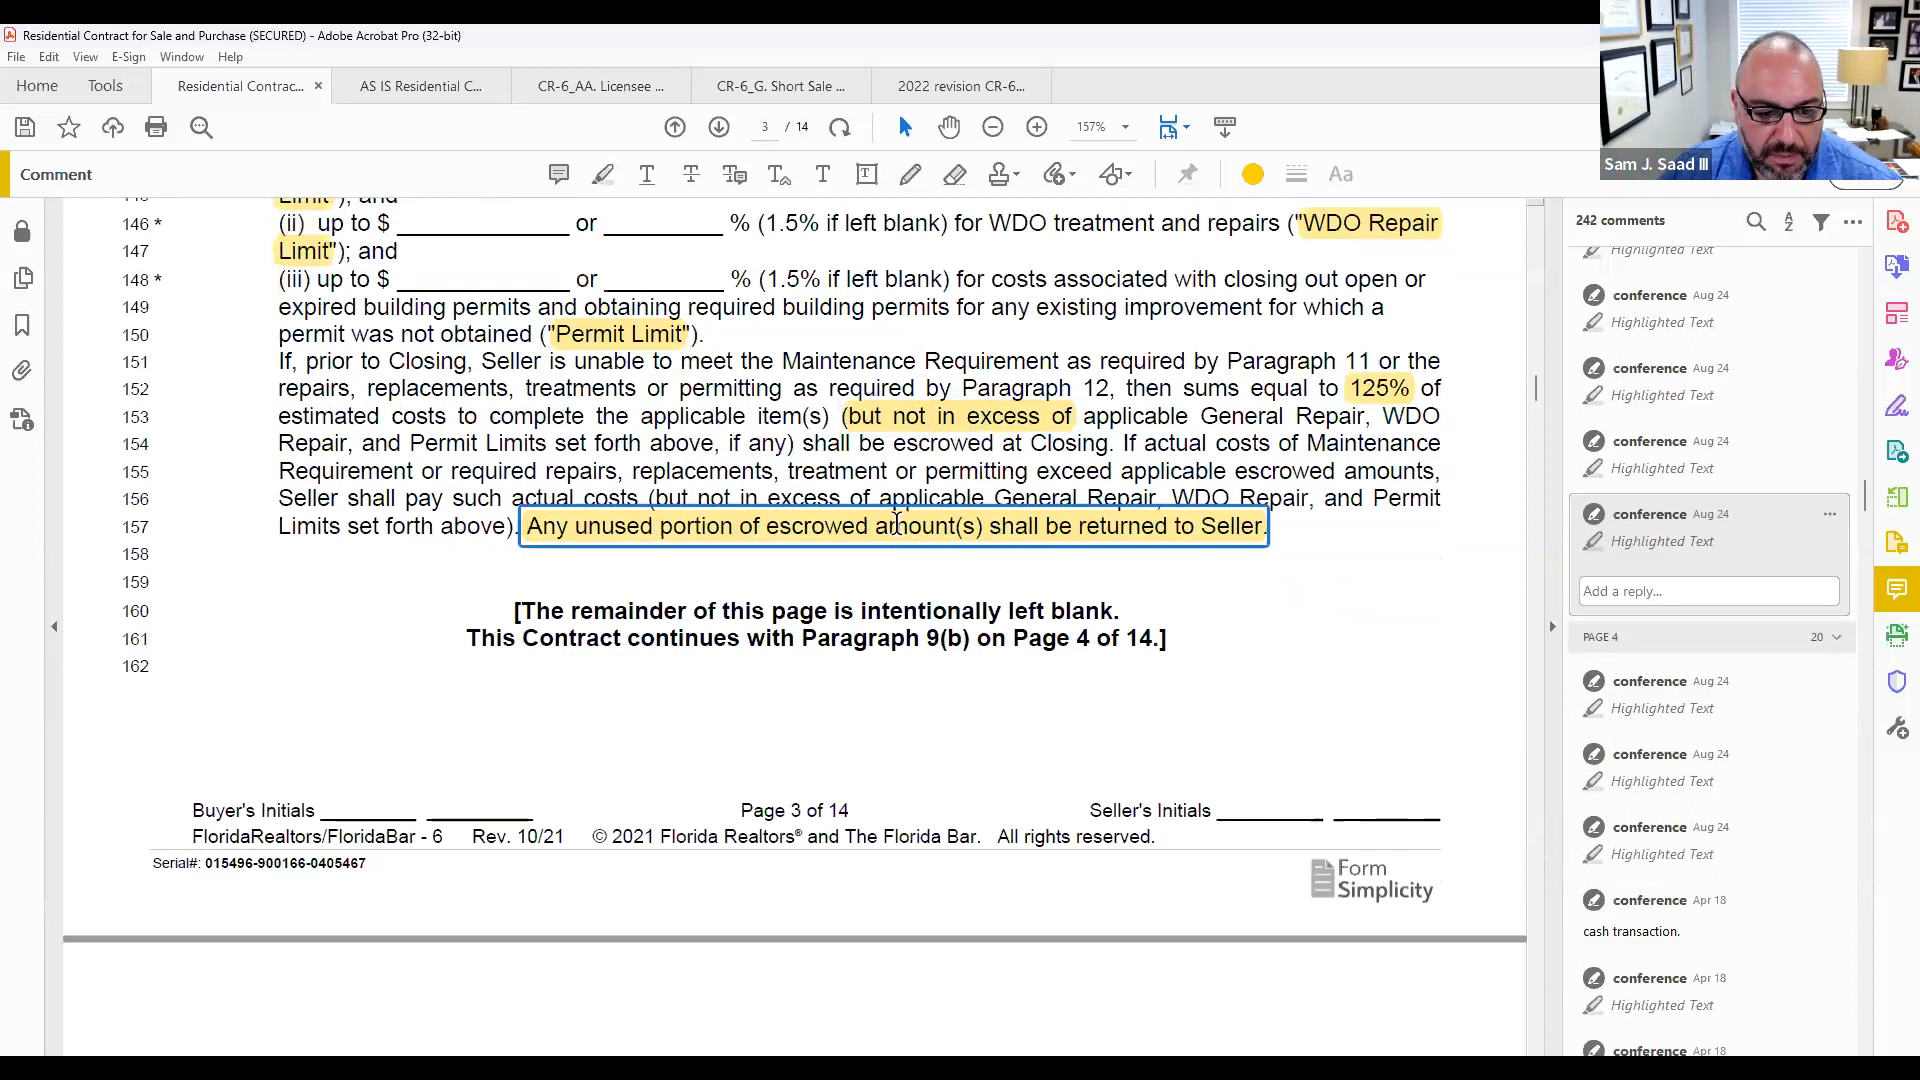 Residential Contract for Sale and Purchase (SECURED) - Adobe Acrobat Pro (32-bit)
File Edit View E-Sign Window Help
Home Tools Residential Contrac... × AS IS Residential C... CR-6_AA. Licensee ... CR-6_G. Short Sale ... 2022 revision CR-6...
3 / 14 157%
Sam J. Saad III
Comment
Aa
242 comments
Limit"); and
146 * (ii) up to $ ______ or ______ % (1.5% if left blank) for WDO treatment and repairs ("WDO Repair
147 Limit"); and
148 * (iii) up to $ ______ or ______ % (1.5% if left blank) for costs associated with closing out open or
149 expired building permits and obtaining required building permits for any existing improvement for which a
150 permit was not obtained ("Permit Limit").
151 If, prior to Closing, Seller is unable to meet the Maintenance Requirement as required by Paragraph 11 or the
152 repairs, replacements, treatments or permitting as required by Paragraph 12, then sums equal to 125% of
153 estimated costs to complete the applicable item(s) (but not in excess of applicable General Repair, WDO
154 Repair, and Permit Limits set forth above, if any) shall be escrowed at Closing. If actual costs of Maintenance
155 Requirement or required repairs, replacements, treatment or permitting exceed applicable escrowed amounts,
156 Seller shall pay such actual costs (but not in excess of applicable General Repair, WDO Repair, and Permit
157 Limits set forth above). Any unused portion of escrowed amount(s) shall be returned to Seller.
158
159
160 [The remainder of this page is intentionally left blank.
161 This Contract continues with Paragraph 9(b) on Page 4 of 14.]
162
Buyer's Initials ______ ______ Page 3 of 14 Seller's Initials ______ ______
FloridaRealtors/FloridaBar - 6 Rev. 10/21 © 2021 Florida Realtors® and The Florida Bar. All rights reserved.
Serial#: 015496-900166-0405467
Form
Simplicity
Highlighted Text
conference Aug 24
Highlighted Text
conference Aug 24
Highlighted Text
conference Aug 24
Highlighted Text
conference Aug 24 ...
Highlighted Text
Add a reply...
PAGE 4 20
conference Aug 24
Highlighted Text
conference Aug 24
Highlighted Text
conference Aug 24
Highlighted Text
conference Apr 18
cash transaction.
conference Apr 18
Highlighted Text
conference Apr 18